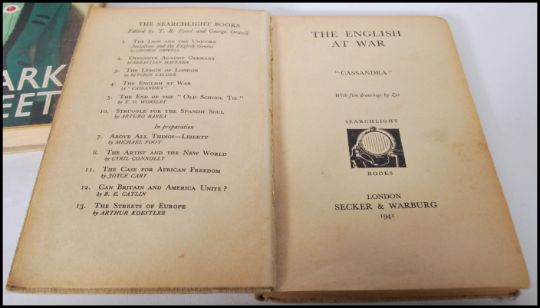 ARK
EET
THE SEARCHLIGHT BOOKS
Edited by T. R. Fyvel and George Orwell
1. THE LION AND THE UNICORN
Socialism and the English Genius
by GEORGE ORWELL
2. OFFENSIVE AGAINST GERMANY
by SEBASTIAN HAFFNER
3. THE LESSON OF LONDON
by RITCHIE CALDER
4. THE ENGLISH AT WAR
by "CASSANDRA"
5. THE END OF THE "OLD SCHOOL TIE"
by T. C. WORSLEY
10. STRUGGLE FOR THE SPANISH SOUL
by ARTURO BAREA
In preparation
7. ABOVE ALL THINGS—LIBERTY
by MICHAEL FOOT
8. THE ARTIST AND THE NEW WORLD
by CYRIL CONNOLLY
11. THE CASE FOR AFRICAN FREEDOM
by JOYCE CARY
12. CAN BRITAIN AND AMERICA UNITE?
by B. E. CATLIN
13. THE STREETS OF EUROPE
by ARTHUR KOESTLER
THE ENGLISH
AT WAR
"CASSANDRA"
With five drawings by Zec
SEARCHLIGHT
BOOKS
LONDON
SECKER & WARBURG
1941